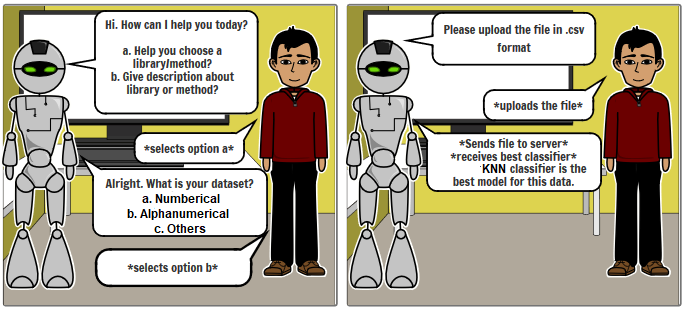 Hi. How can I help you today?
a. Help you choose a
library/method?
b. Give description about
library or method?
*selects option a*
Alright. What is your dataset?
a. Numberical
b. Alphanumerical
c. Others
*selects option b*
Please upload the file in .csv
format
*uploads the file*
*Sends file to server*
*receives best classifier*
KNN classifier is the
best model for this data.